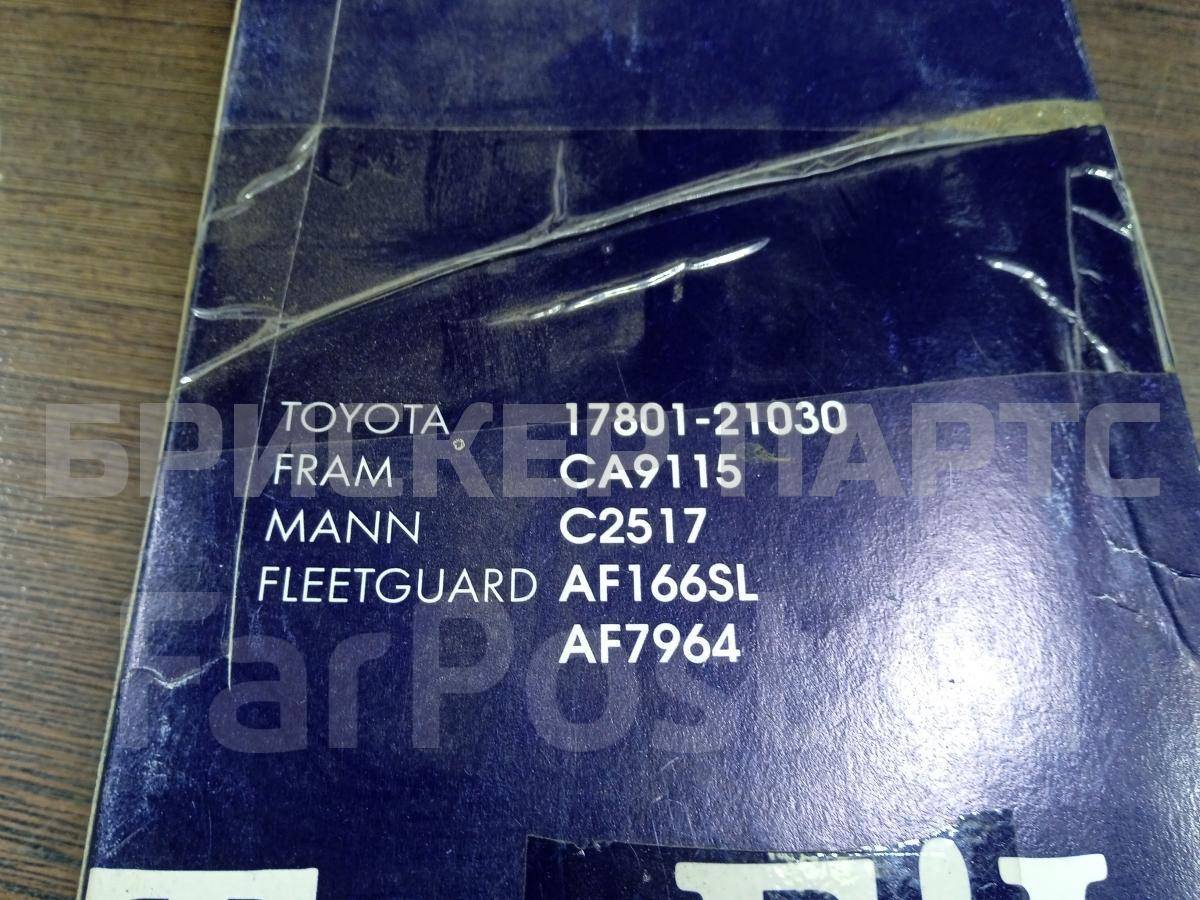 TOYOTA 17801-21030
FRAM CA9115
MANN C2517
FLEETGUARD AF166SL
AF7964
БРИСКЕР ПАРТС
FarPost